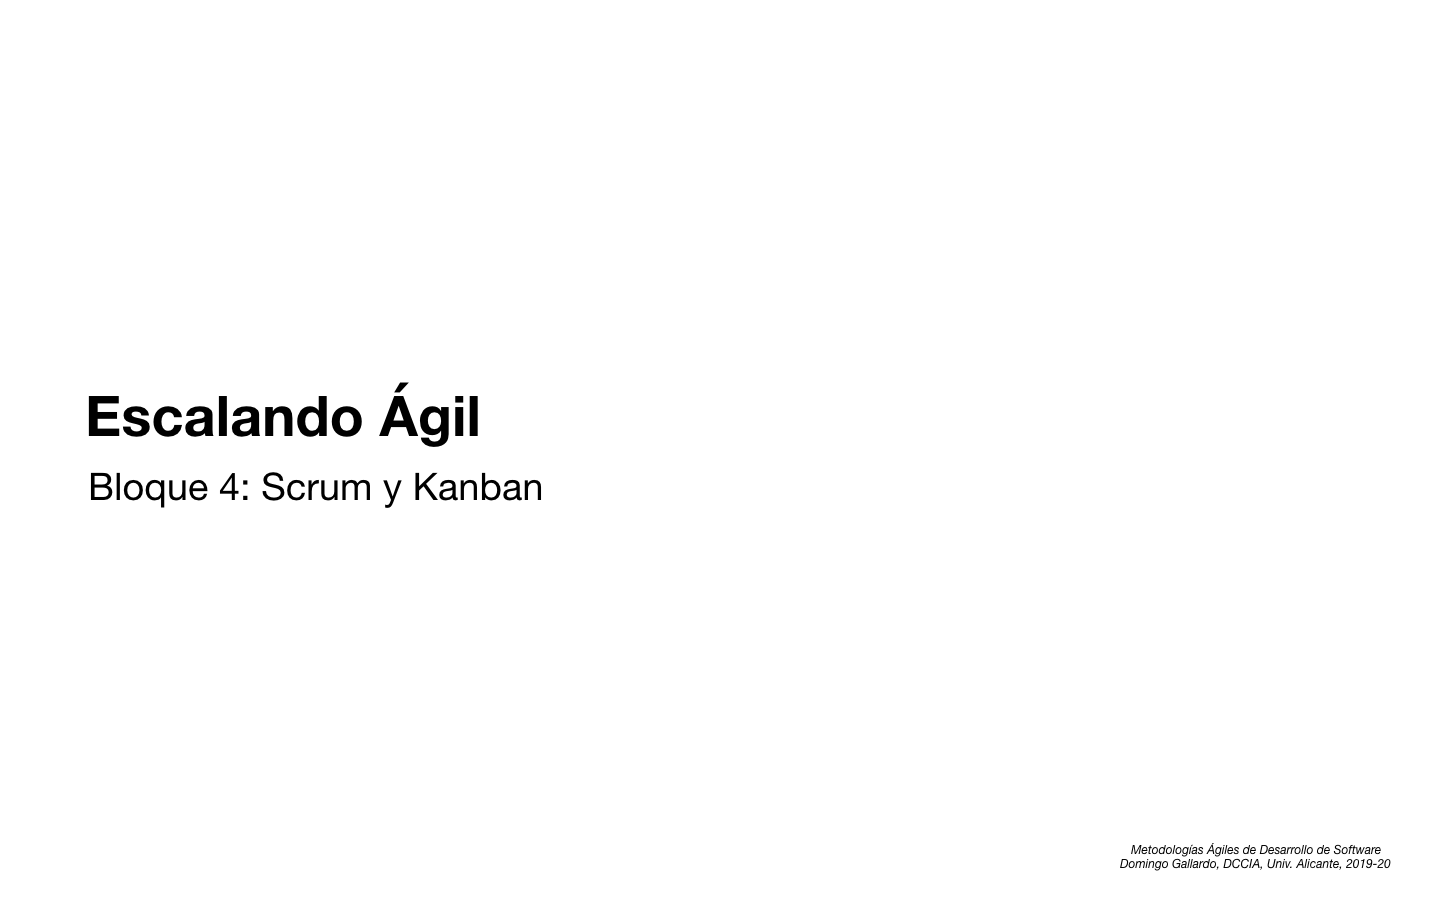 Escalando Ágil
Bloque 4: Scrum y Kanban
Metodologías Ágiles de Desarrollo de Software
Domingo Gallardo, DCCIA, Univ. Alicante, 2019-20